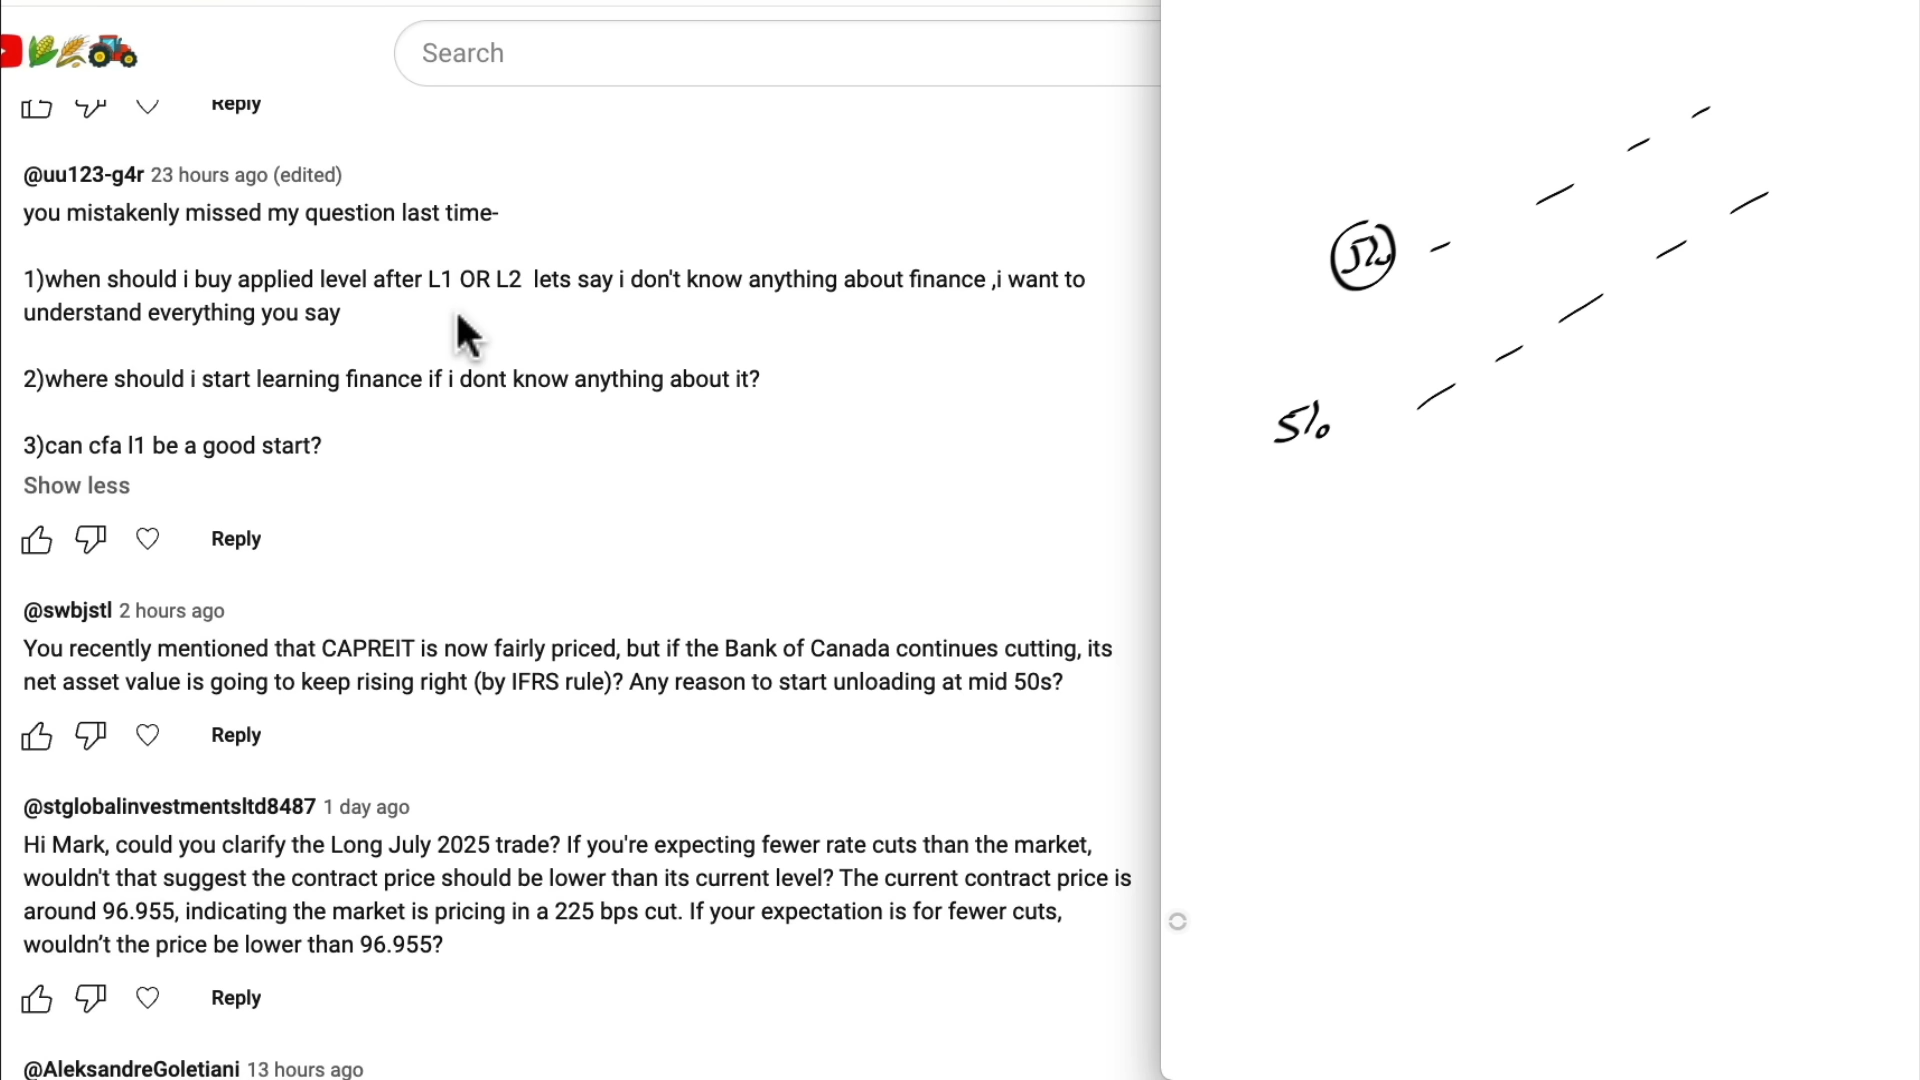 Search
Reply
@uu123-g4r 23 hours ago (edited)
you mistakenly missed my question last time-
1)when should i buy applied level after L1 OR L2  lets say i don't know anything about finance ,i want to
understand everything you say
2)where should i start learning finance if i dont know anything about it?
3)can cfa l1 be a good start?
Show less
Reply
@swbjstl 2 hours ago
You recently mentioned that CAPREIT is now fairly priced, but if the Bank of Canada continues cutting, its
net asset value is going to keep rising right (by IFRS rule)? Any reason to start unloading at mid 50s?
Reply
@stglobalinvestmentsltd8487 1 day ago
Hi Mark, could you clarify the Long July 2025 trade? If you're expecting fewer rate cuts than the market,
wouldn't that suggest the contract price should be lower than its current level? The current contract price is
around 96.955, indicating the market is pricing in a 225 bps cut. If your expectation is for fewer cuts,
wouldn’t the price be lower than 96.955?
Reply
@AleksandreGoletiani 13 hours ago
5%